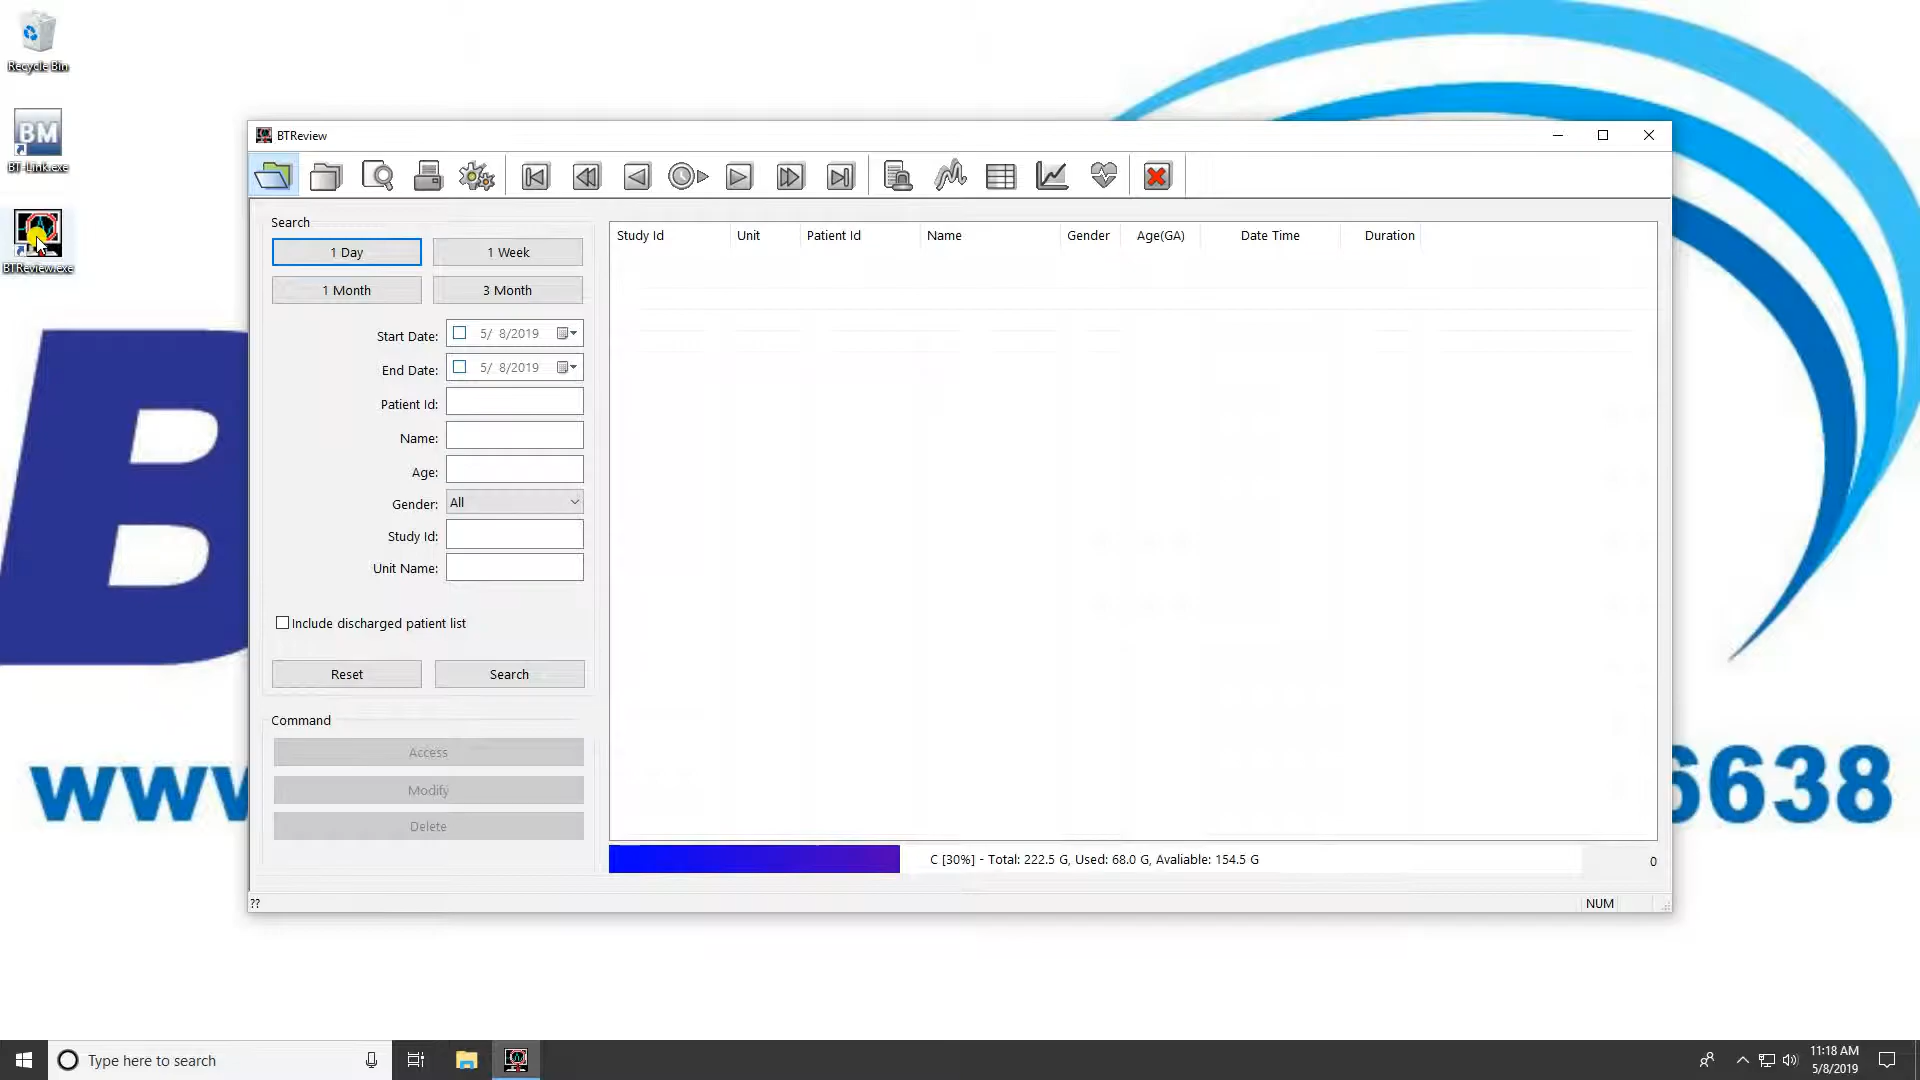 Recycle Bin
BM
BT-Link.exe
BTReview.exe
BTReview
Search
1 Day
1 Week
1 Month
3 Month
Start Date: 5/ 8/2019
End Date: 5/ 8/2019
Patient Id:
Name:
Age:
Gender: All
Study Id:
Unit Name:
Include discharged patient list
Reset
Search
Command
Access
Modify
Delete
Study Id Unit Patient Id Name Gender Age(GA) Date Time Duration
C [30%] - Total: 222.5 G, Used: 68.0 G, Avaliable: 154.5 G
0
??
NUM
B
www.
6638
Type here to search
11:18 AM
5/8/2019